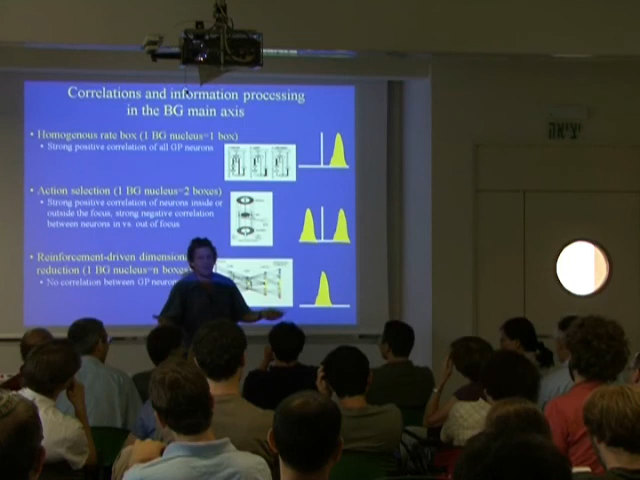 Correlations and information processing
in the BG main axis
• Homogenous rate box (1 BG nucleus=1 box)
• Strong positive correlation of all GP neurons
• Action selection (1 BG nucleus=2 boxes)
• Strong positive correlation of neurons inside or
outside the focus, strong negative correlation
between neurons in vs. out of focus
• Reinforcement-driven
reduction (1 BG nucleus=n boxes
• No correlation between GP
יציאה